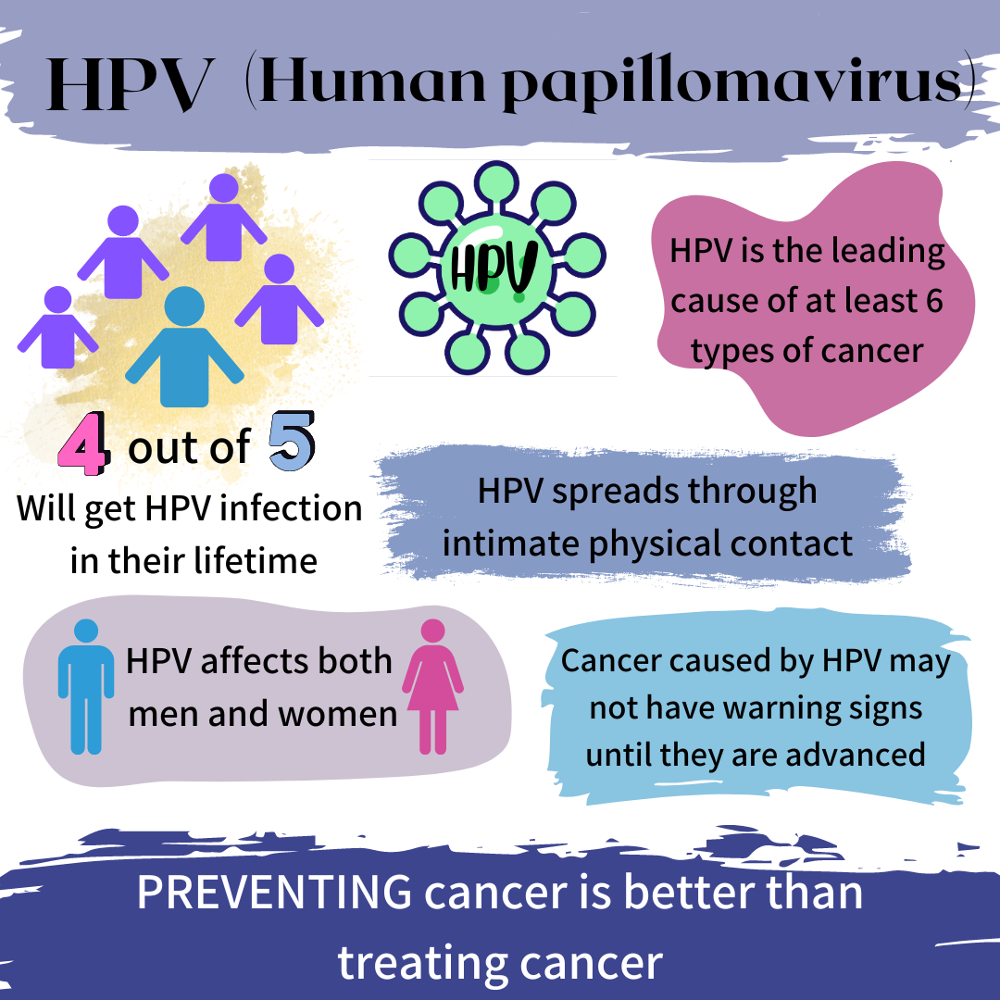 HPV (Human papillomavirus)
HPV
HPV is the leading
cause of at least 6
types of cancer
4 out of 5
Will get HPV infection
in their lifetime
HPV spreads through
intimate physical contact
HPV affects both
men and women
Cancer caused by HPV may
not have warning signs
until they are advanced
PREVENTING cancer is better than
treating cancer